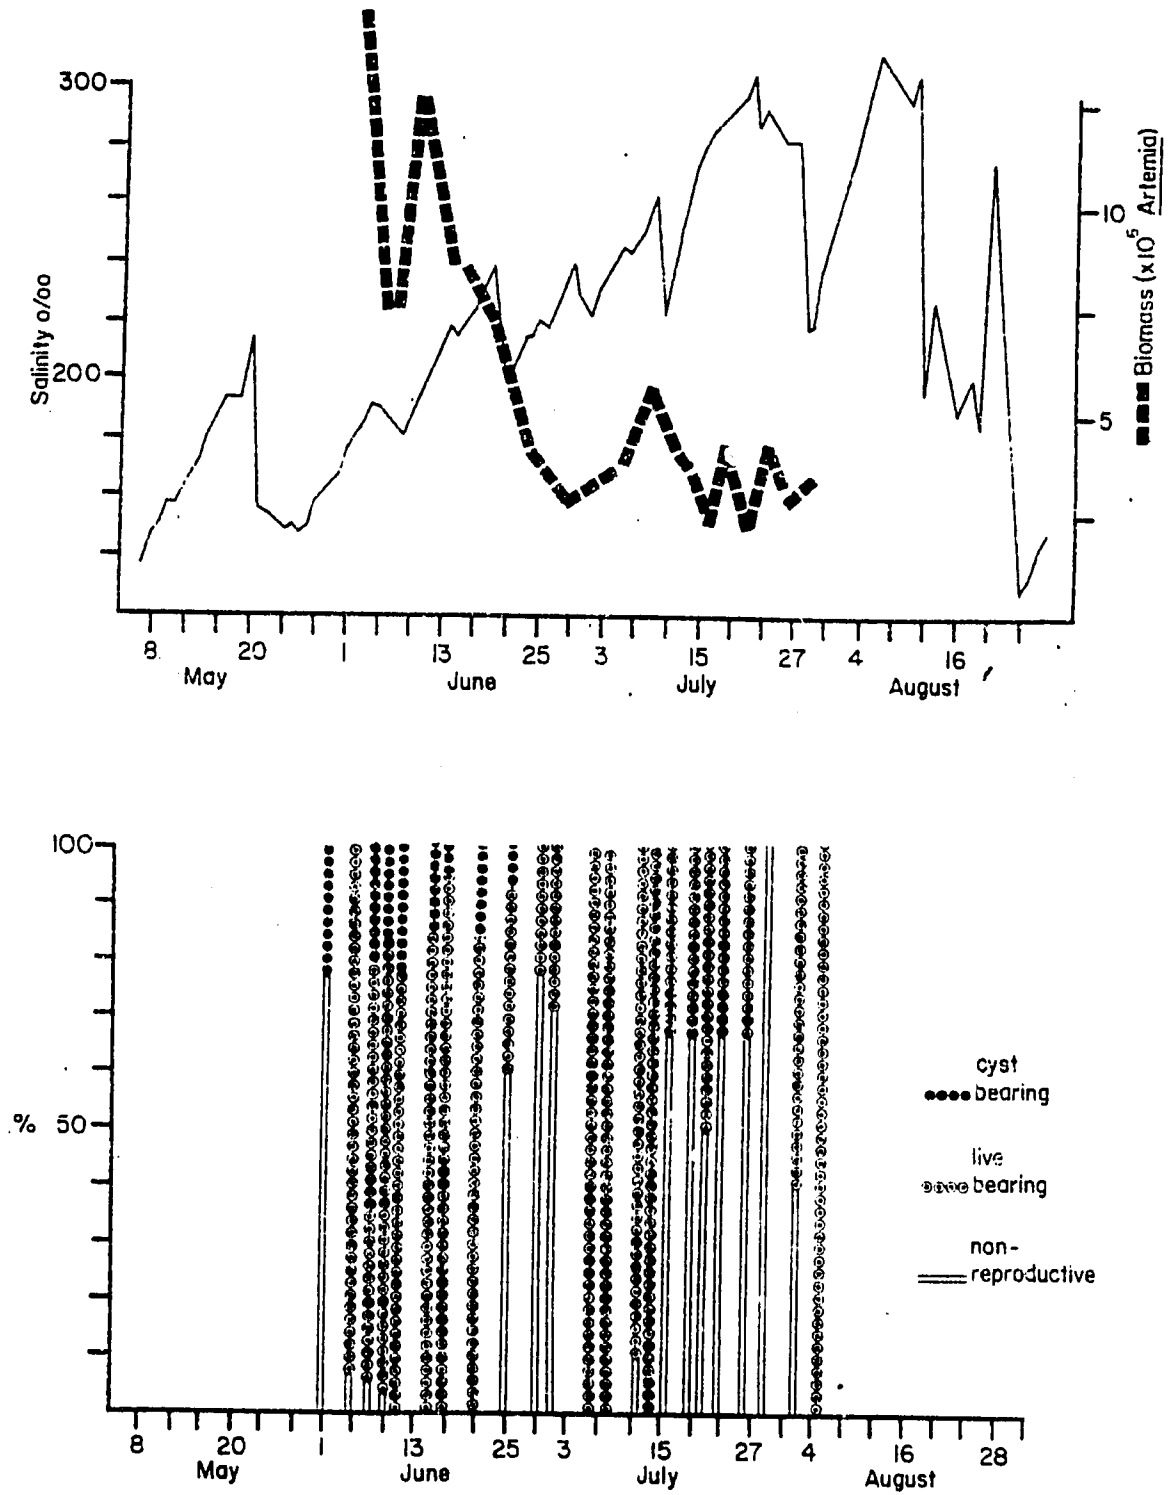 300
200
Salinity o/oo
10
5
Biomass (x10⁵ Artemia)
8 20 1 13 25 3 15 27 4 16
May June July August
100
50
%
cyst
bearing
live
bearing
non-
reproductive
8 20 1 13 25 3 15 27 4 16 28
May June July August